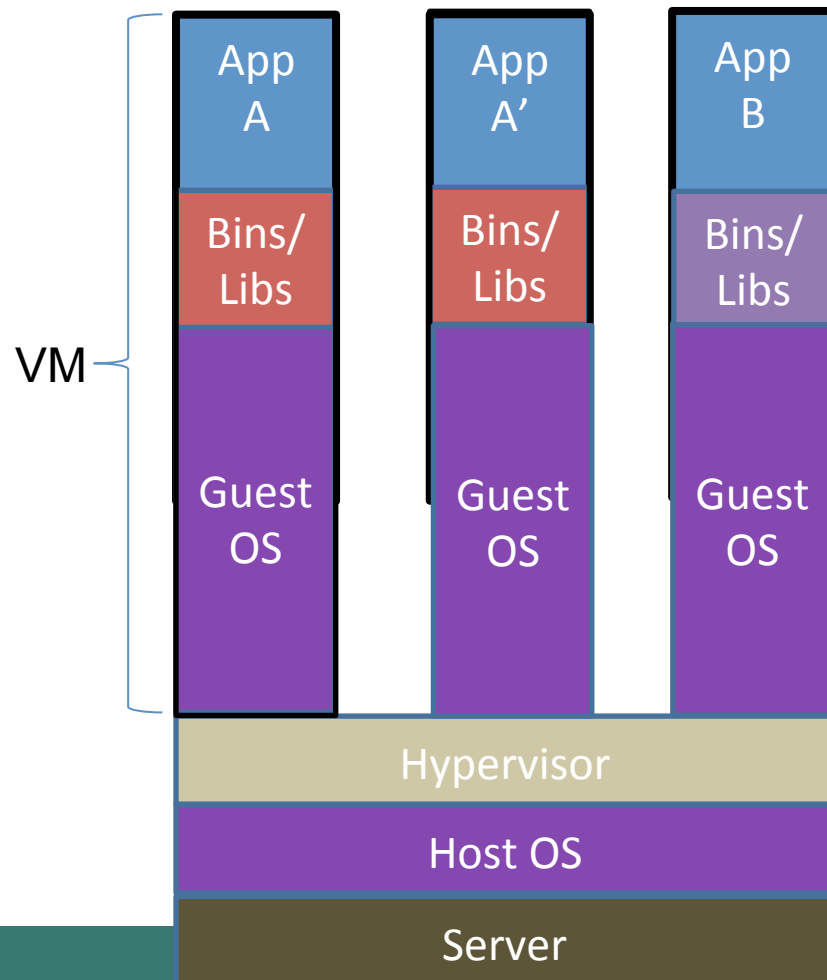 App
A
App
A’
App
B
Bins/
Libs
Bins/
Libs
Bins/
Libs
VM
Guest
OS
Guest
OS
Guest
OS
Hypervisor
Host OS
Server